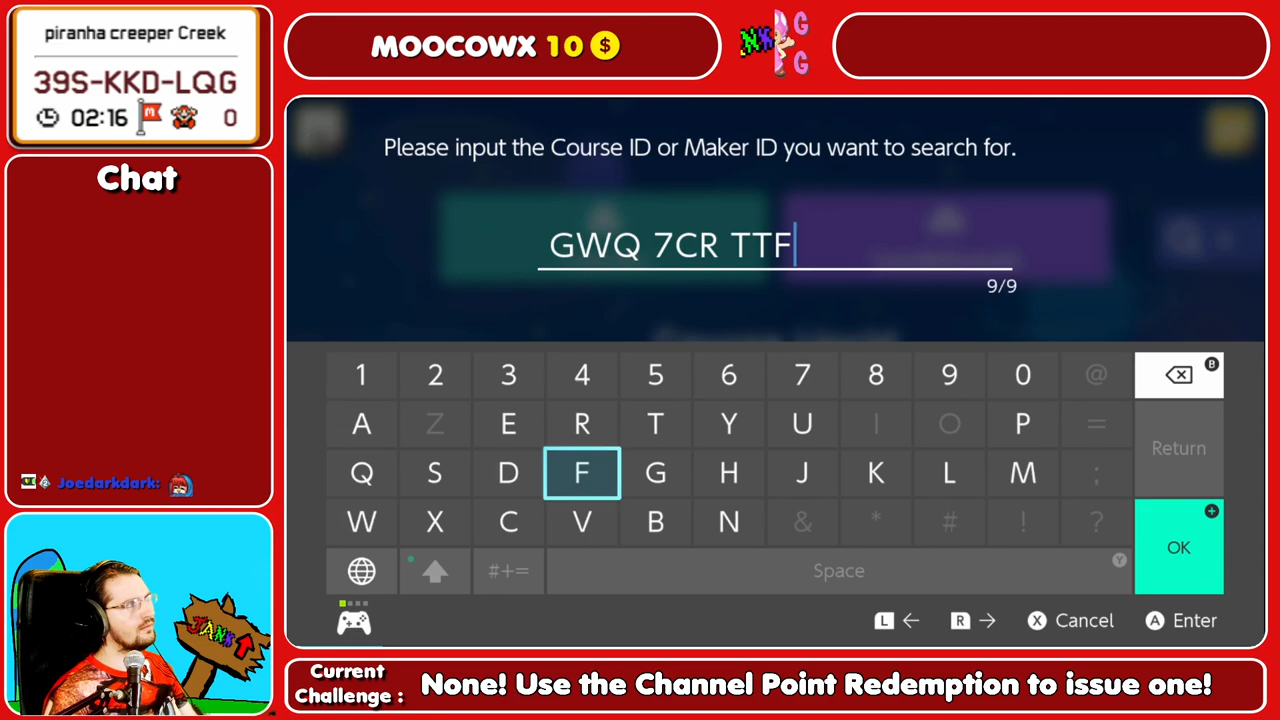 piranha creeper Creek
39S-KKD-LQG
02:16 M 0
MOOCOWX 10 $
G
G
Chat
Joedarkdark:
Please input the Course ID or Maker ID you want to search for.
GWQ 7CR TTF
9/9
1 2 3 4 5 6 7 8 9 0 @
B
A Z E R T Y U I O P =
Return
Q S D F G H J K L M ;
W X C V B N & * # ! ?
+
OK
#+= Space
Y
L ← R → X Cancel A Enter
JANK
Current
Challenge :
None! Use the Channel Point Redemption to issue one!